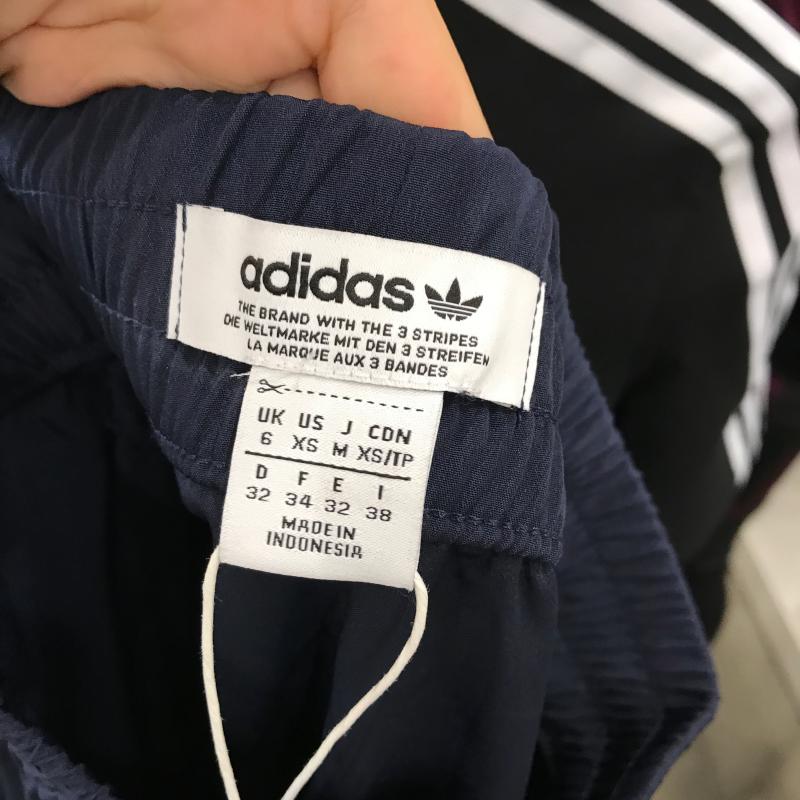 adidas
THE BRAND WITH THE 3 STRIPES
DIE WELTMARKE MIT DEN 3 STREIFEN
LA MARQUE AUX 3 BANDES
UK US J CDN
6 XS M XS/TP
D F E I
32 34 32 38
MADE IN
INDONESIA